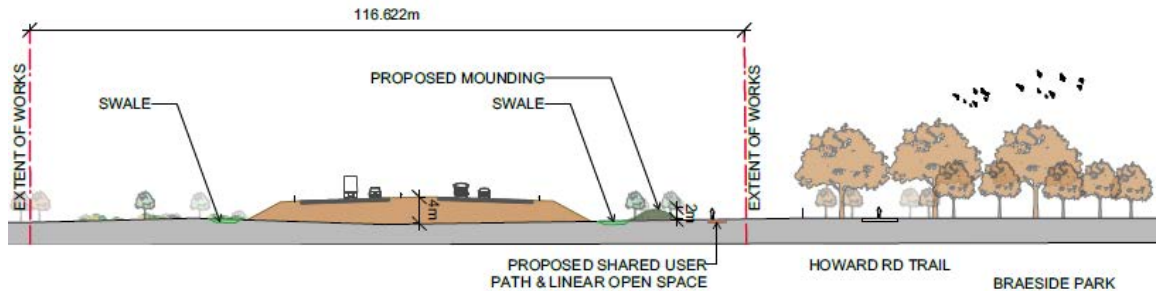 116.622m
EXTENT OF WORKS
SWALE
PROPOSED MOUNDING
SWALE
EXTENT OF WORKS
4m
2m
PROPOSED SHARED USER
PATH & LINEAR OPEN SPACE
HOWARD RD TRAIL
BRAESIDE PARK